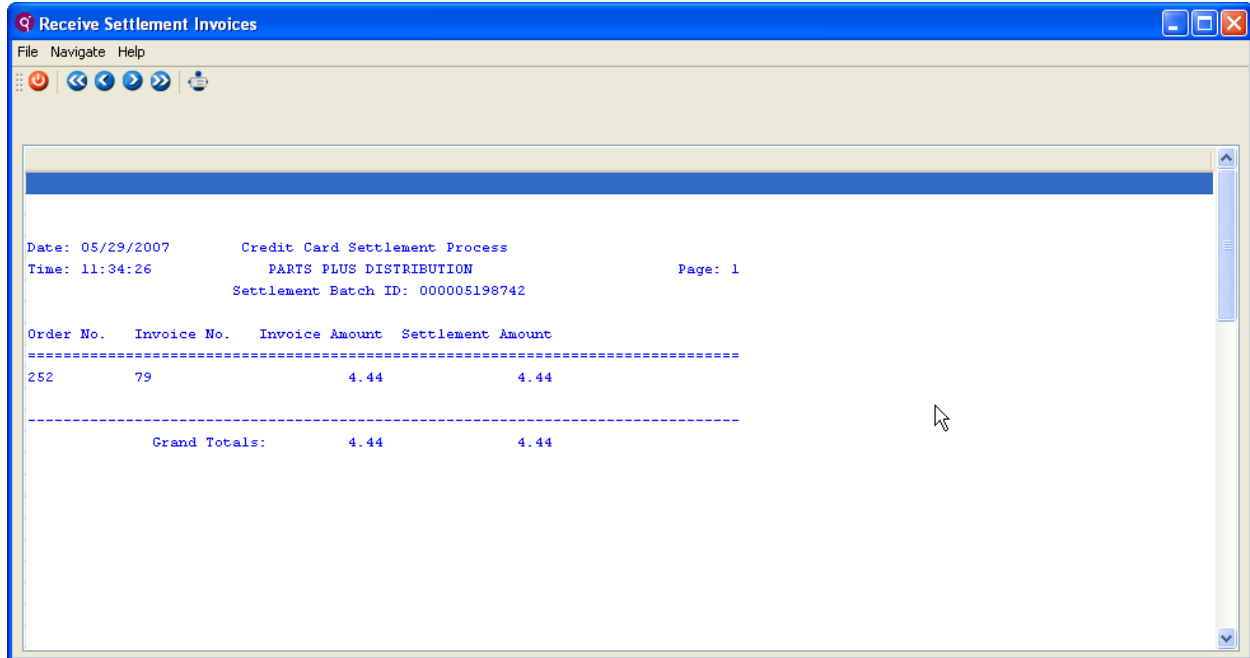 Receive Settlement Invoices
File Navigate Help
Date: 05/29/2007 Credit Card Settlement Process
Time: 11:34:26 PARTS PLUS DISTRIBUTION Page: 1
Settlement Batch ID: 000005198742
Order No. Invoice No. Invoice Amount Settlement Amount
===============================================================================
252 79 4.44 4.44
-------------------------------------------------------------------------------
Grand Totals: 4.44 4.44